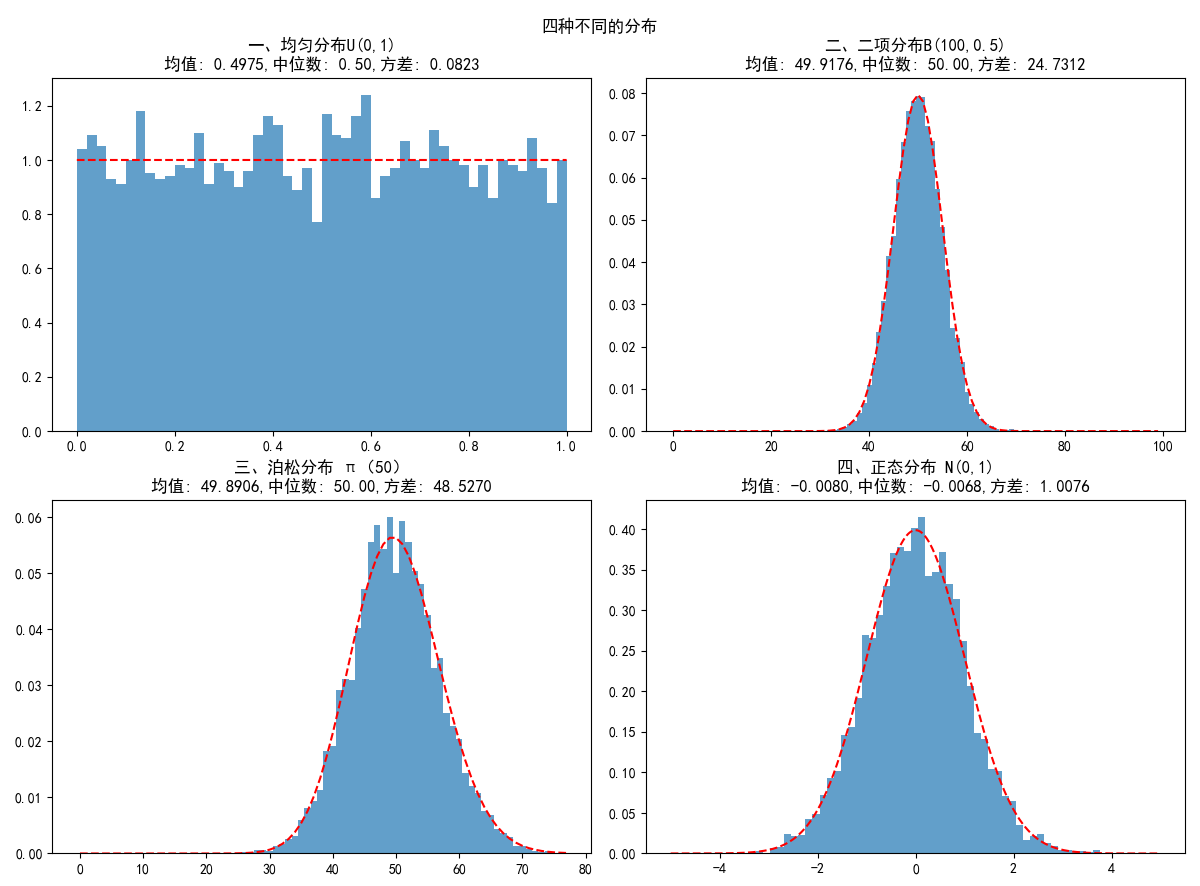 四种不同的分布
一、均匀分布U(0,1)
均值: 0.4975,中位数: 0.50,方差: 0.0823
1.2
1.0
0.8
0.6
0.4
0.2
0.0
0.0 0.2 0.4 0.6 0.8 1.0
二、二项分布B(100,0.5)
均值: 49.9176,中位数: 50.00,方差: 24.7312
0.08
0.07
0.06
0.05
0.04
0.03
0.02
0.01
0.00
0 20 40 60 80 100
三、泊松分布 π (50)
均值: 49.8906,中位数: 50.00,方差: 48.5270
0.06
0.05
0.04
0.03
0.02
0.01
0.00
0 10 20 30 40 50 60 70 80
四、正态分布 N(0,1)
均值: -0.0080,中位数: -0.0068,方差: 1.0076
0.40
0.35
0.30
0.25
0.20
0.15
0.10
0.05
0.00
-4 -2 0 2 4